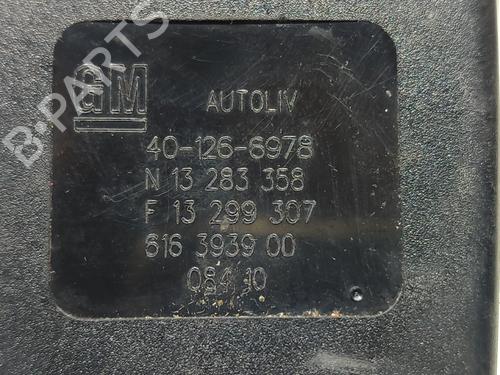 GM
AUTOLIV
40-126-6978
N 13 283 358
F 13 299 307
616 3939 00
084 10
B-PARTS